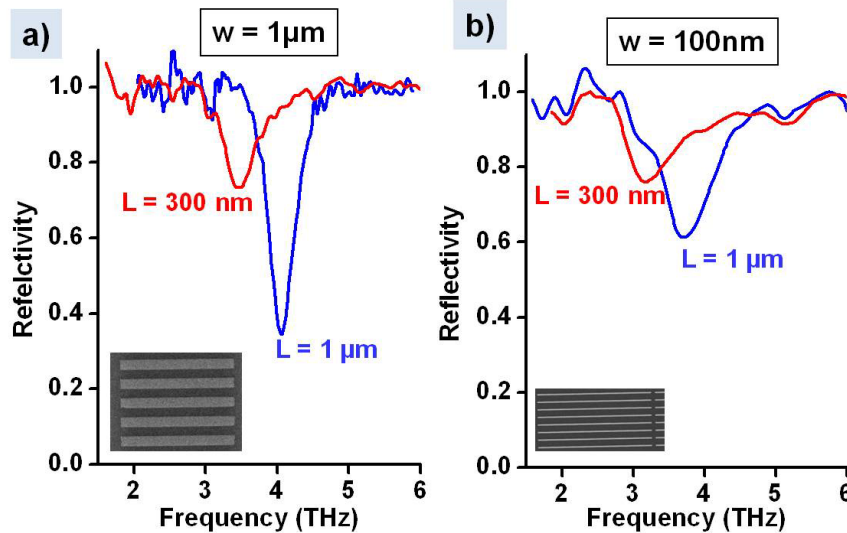 a)
w = 1µm
1.0
0.8
0.6
0.4
0.2
0.0
Refelctivity
L = 300 nm
L = 1 µm
2 3 4 5 6
Frequency (THz)
b)
w = 100nm
1.0
0.8
0.6
0.4
0.2
0.0
Reflectivity
L = 300 nm
L = 1 µm
2 3 4 5 6
Frequency (THz)